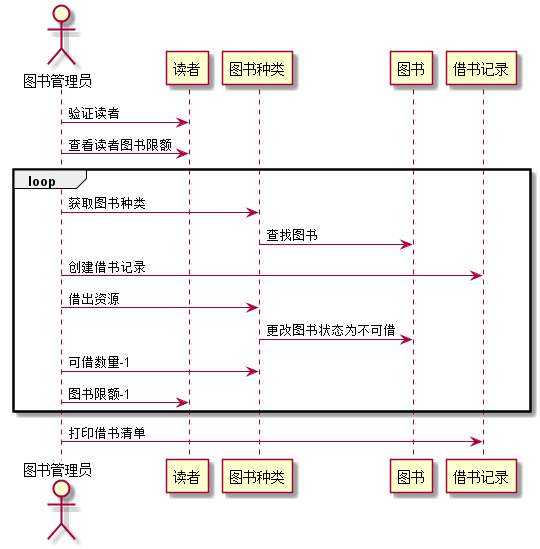 图书管理员
读者
图书种类
图书
借书记录
验证读者
查看读者图书限额
loop
获取图书种类
查找图书
创建借书记录
借出资源
更改图书状态为不可借
可借数量-1
图书限额-1
打印借书清单
图书管理员
读者
图书种类
图书
借书记录